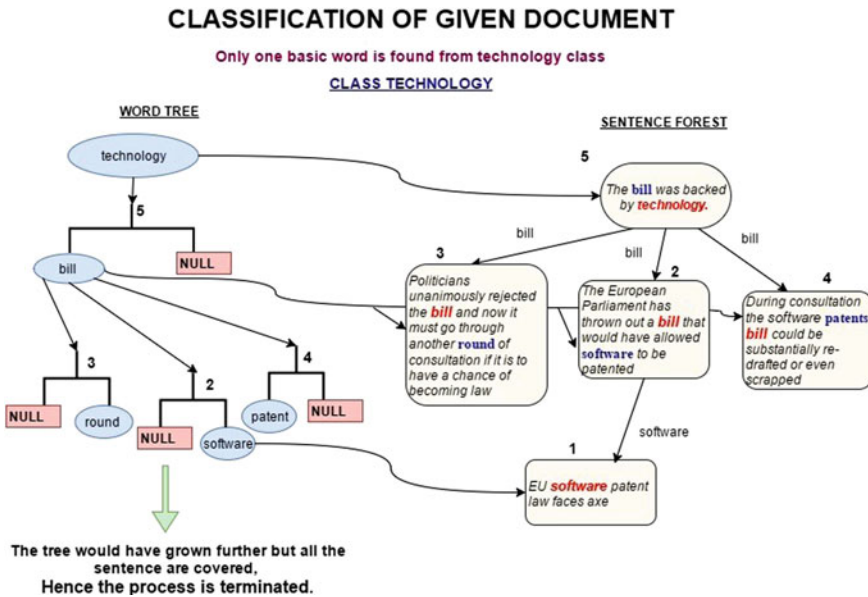 CLASSIFICATION OF GIVEN DOCUMENT
Only one basic word is found from technology class
CLASS TECHNOLOGY
WORD TREE
SENTENCE FOREST
technology
5
The bill was backed
by technology.
5
bill
NULL
bill
bill
bill
3
Politicians
unanimously rejected
the bill and now it
must go through
another round of
consultation if it is to
have a chance of
becoming law
2
The European
Parliament has
thrown out a bill that
would have allowed
software to be
patented
4
During consultation
the software patents
bill could be
substantially re-
drafted or even
scrapped
3
NULL
round
2
NULL
software
4
patent
NULL
software
1
EU software patent
law faces axe
The tree would have grown further but all the
sentence are covered,
Hence the process is terminated.